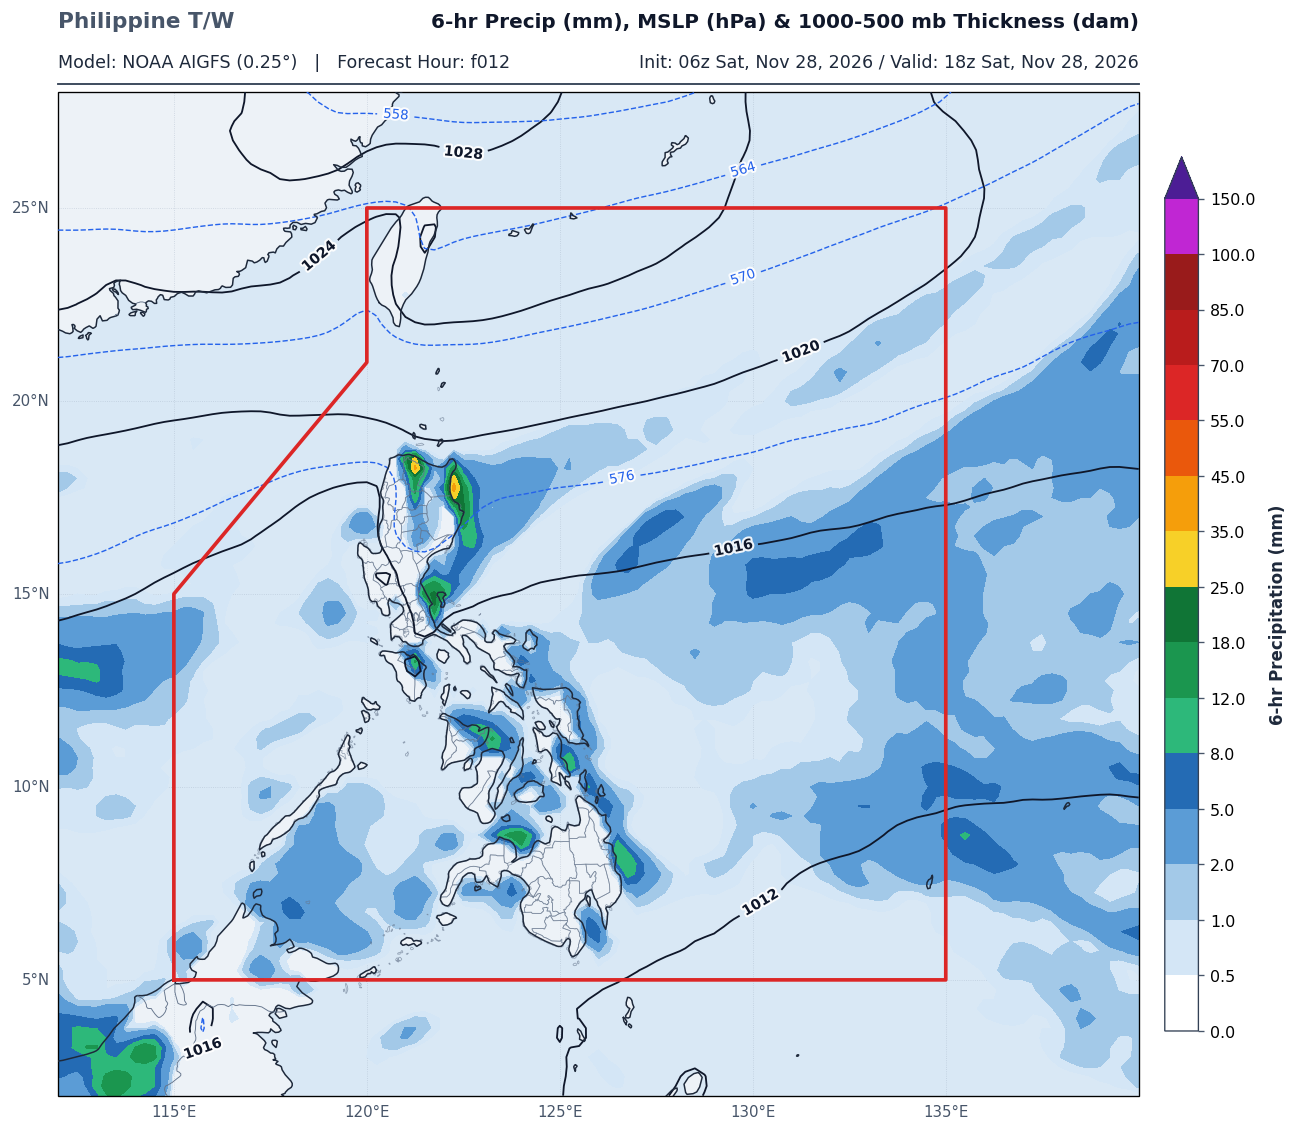 Philippine T/W
6-hr Precip (mm), MSLP (hPa) & 1000-500 mb Thickness (dam)
Model: NOAA AIGFS (0.25°) | Forecast Hour: f012
Init: 06z Sat, Nov 28, 2026 / Valid: 18z Sat, Nov 28, 2026
558
1028
564
25°N
1024
570
1020
20°N
576
1016
15°N
10°N
1012
5°N
1016
115°E
120°E
125°E
130°E
135°E
150.0
100.0
85.0
70.0
55.0
45.0
35.0
25.0
18.0
12.0
8.0
5.0
2.0
1.0
0.5
0.0
6-hr Precipitation (mm)